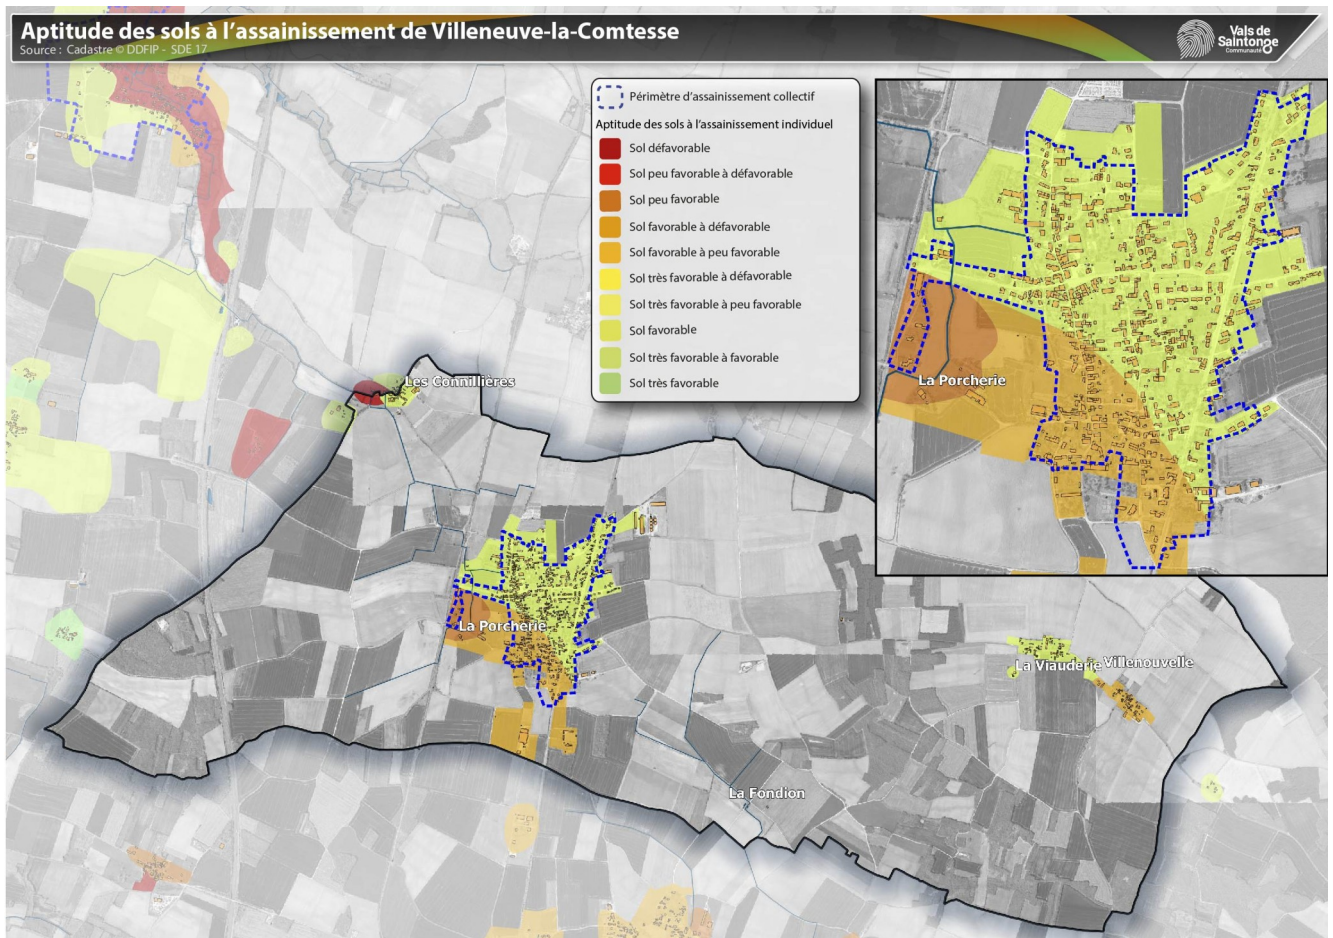 Aptitude des sols à l'assainissement de Villeneuve-la-Comtesse
Source : Cadastre © DDFIP - SDE 17
Vals de
Saintonge
Communauté
Périmètre d'assainissement collectif
Aptitude des sols à l'assainissement individuel
Sol défavorable
Sol peu favorable à défavorable
Sol peu favorable
Sol favorable à défavorable
Sol favorable à peu favorable
Sol très favorable à défavorable
Sol très favorable à peu favorable
Sol favorable
Sol très favorable à favorable
Sol très favorable
La Porcherie
Les Connillières
La Porcherie
La Viauderie
Villenouvelle
La Fondion